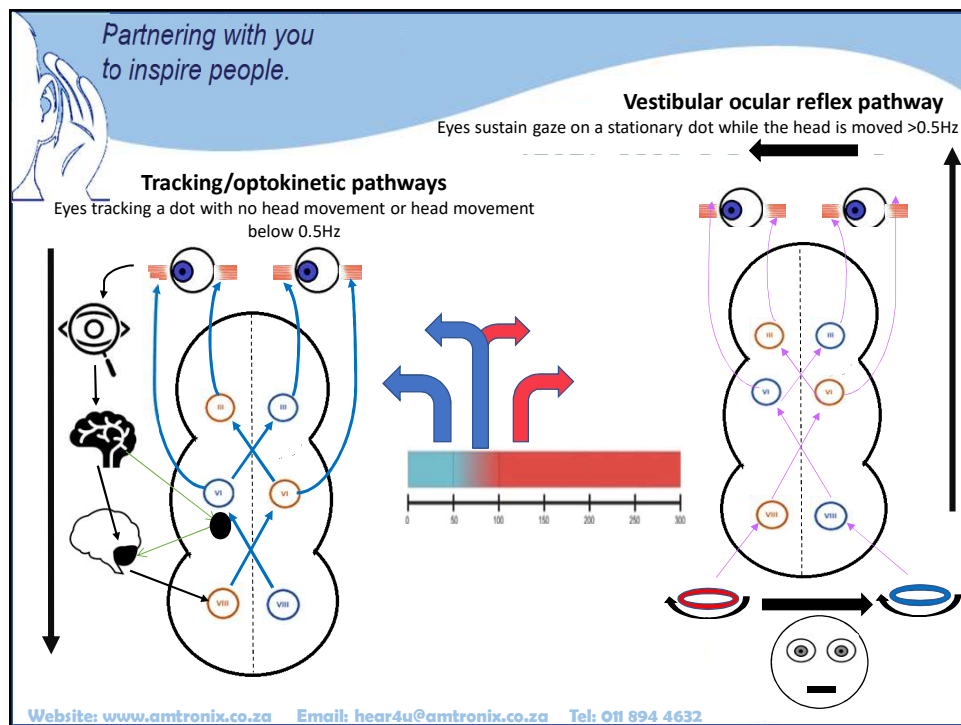 Partnering with you
to inspire people.
Vestibular ocular reflex pathway
Eyes sustain gaze on a stationary dot while the head is moved >0.5Hz
Tracking/optokinetic pathways
Eyes tracking a dot with no head movement or head movement
below 0.5Hz
III III
VI VI
VIII VIII
0 50 100 150 200 250 300
III III
VI VI
VIII VIII
Website: www.amtronix.co.za Email: hear4u@amtronix.co.za Tel: 011 894 4632